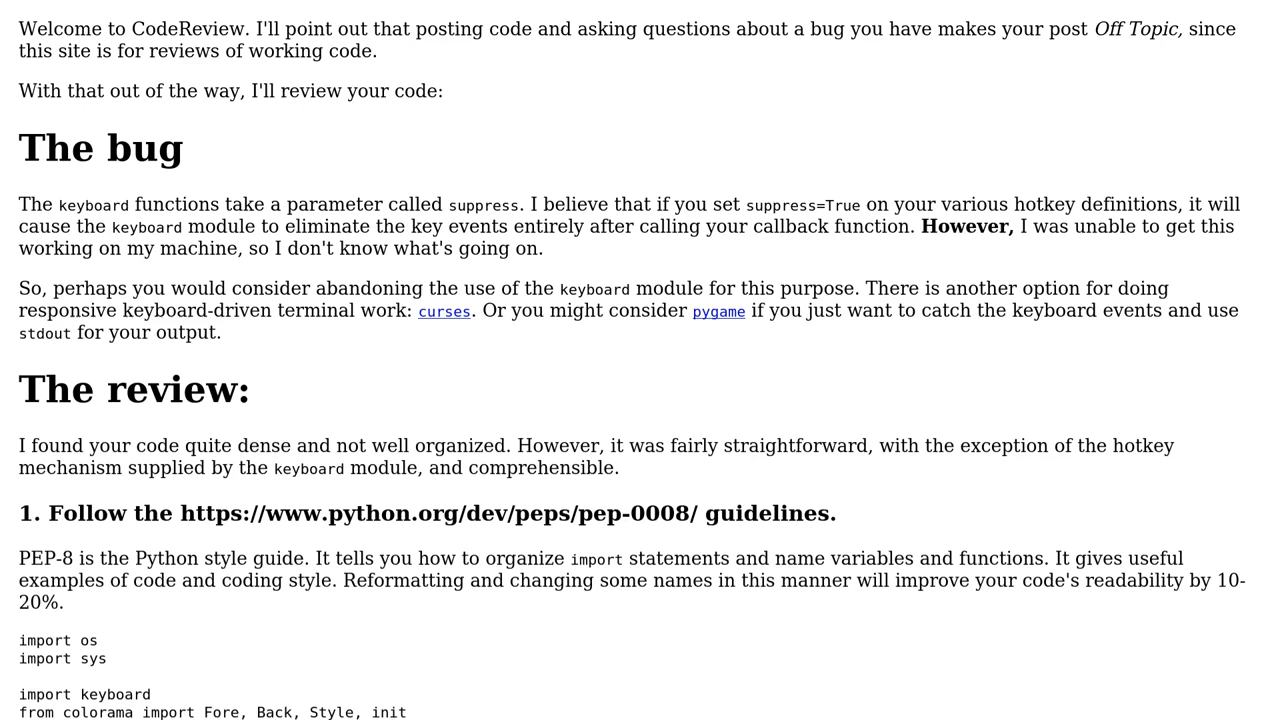 Welcome to CodeReview. I'll point out that posting code and asking questions about a bug you have makes your post Off Topic, since
this site is for reviews of working code.
With that out of the way, I'll review your code:
The bug
The keyboard functions take a parameter called suppress. I believe that if you set suppress=True on your various hotkey definitions, it will
cause the keyboard module to eliminate the key events entirely after calling your callback function. However, I was unable to get this
working on my machine, so I don't know what's going on.
So, perhaps you would consider abandoning the use of the keyboard module for this purpose. There is another option for doing
responsive keyboard-driven terminal work: curses. Or you might consider pygame if you just want to catch the keyboard events and use
stdout for your output.
The review:
I found your code quite dense and not well organized. However, it was fairly straightforward, with the exception of the hotkey
mechanism supplied by the keyboard module, and comprehensible.
1. Follow the https://www.python.org/dev/peps/pep-0008/ guidelines.
PEP-8 is the Python style guide. It tells you how to organize import statements and name variables and functions. It gives useful
examples of code and coding style. Reformatting and changing some names in this manner will improve your code's readability by 10-
20%.
import os
import sys
import keyboard
from colorama import Fore, Back, Style, init